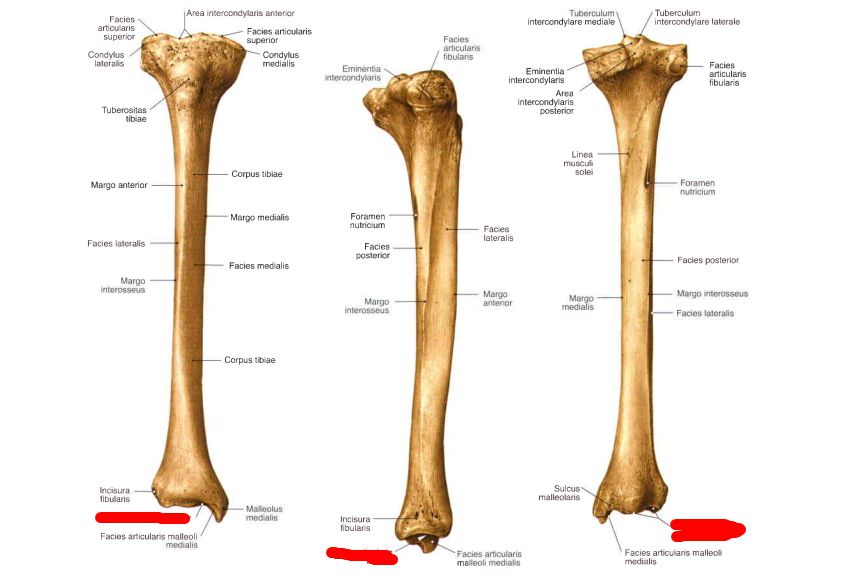 Facies
articularis
superior
Area intercondylaris anterior
Facies articularis
superior
Condylus
lateralis
Condylus
medialis
Tuberositas
tibiae
Corpus tibiae
Margo anterior
Margo medialis
Facies lateralis
Facies medialis
Margo
interosseus
Corpus tibiae
Incisura
fibularis
Malleolus
medialis
Facies articularis malleoli
medialis
Facies
articularis
fibularis
Eminentia
intercondylaris
Foramen
nutricium
Facies
lateralis
Facies
posterior
Margo
interosseus
Margo
anterior
Incisura
fibularis
Facies articularis
malleoli medialis
Tuberculum
intercondylare mediale
Tuberculum
intercondylare laterale
Eminentia
intercondylaris
Facies
articularis
fibularis
Area
intercondylaris
posterior
Linea
musculi
solei
Foramen
nutricium
Facies posterior
Margo
medialis
Margo interosseus
Facies lateralis
Sulcus
malleolaris
Facies articularis malleoli
medialis